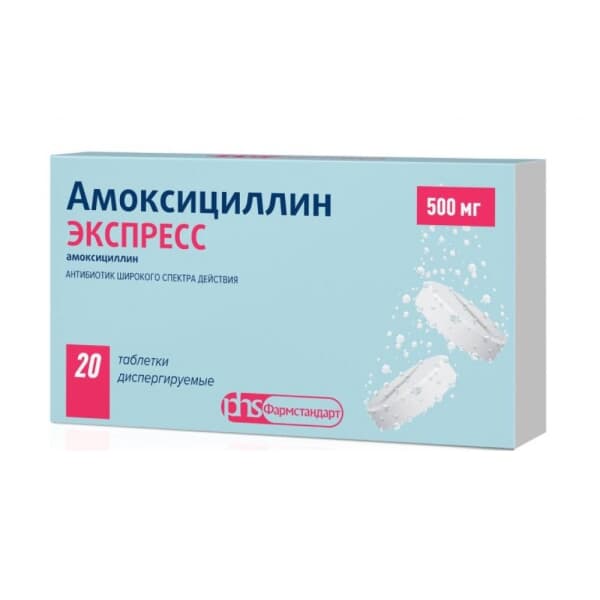 Амоксициллин
ЭКСПРЕСС
амоксициллин
АНТИБИОТИК ШИРОКОГО СПЕКТРА ДЕЙСТВИЯ
500 мг
20
таблетки
диспергируемые
phs Фармстандарт